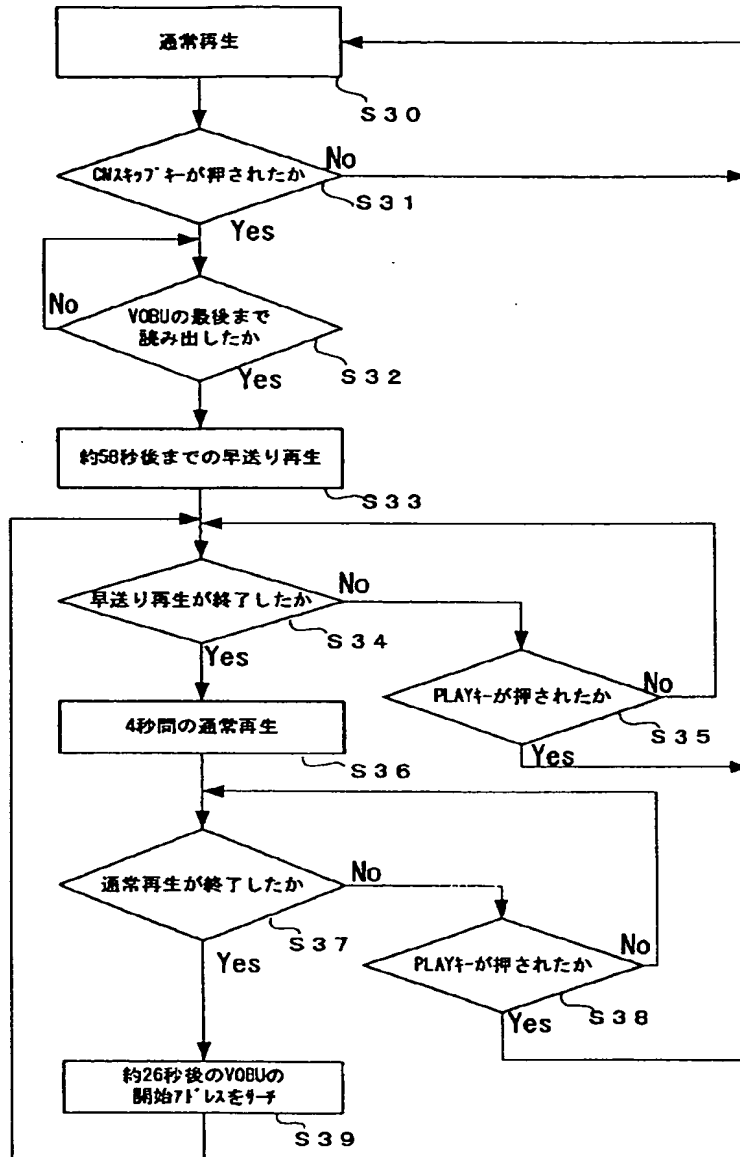 通常再生
S30
CMスキップキーが押されたか
No
S31
Yes
No
VOBUの最後まで
読み出したか
S32
Yes
約58秒後までの早送り再生
S33
早送り再生が終了したか
No
S34
Yes
PLAYキーが押されたか
No
S35
Yes
4秒間の通常再生
S36
通常再生が終了したか
No
S37
Yes
PLAYキーが押されたか
No
S38
Yes
約26秒後のVOBUの
開始アドレスをサーチ
S39